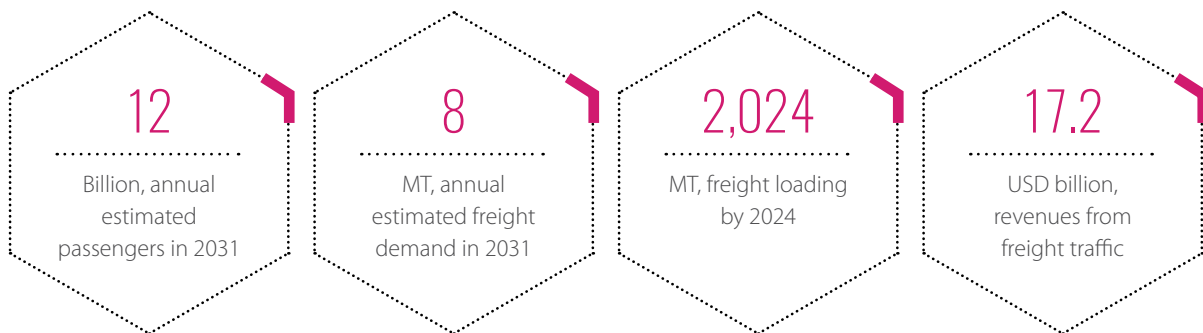 12
Billion, annual
estimated
passengers in 2031
8
MT, annual
estimated freight
demand in 2031
2,024
MT, freight loading
by 2024
17.2
USD billion,
revenues from
freight traffic